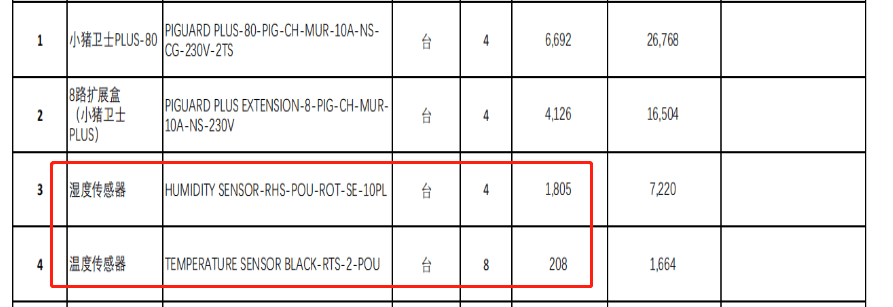 1 小猪卫士PLUS-80 PIGUARD PLUS-80-PIG-CH-MUR-10A-NS-
CG-230V-2TS 台 4 6,692 26,768
2 8路扩展盒
（小猪卫士
PLUS） PIGUARD PLUS EXTENSION-8-PIG-CH-MUR-
10A-NS-230V 台 4 4,126 16,504
3 湿度传感器 HUMIDITY SENSOR-RHS-POU-ROT-SE-10PL 台 4 1,805 7,220
4 温度传感器 TEMPERATURE SENSOR BLACK-RTS-2-POU 台 8 208 1,664